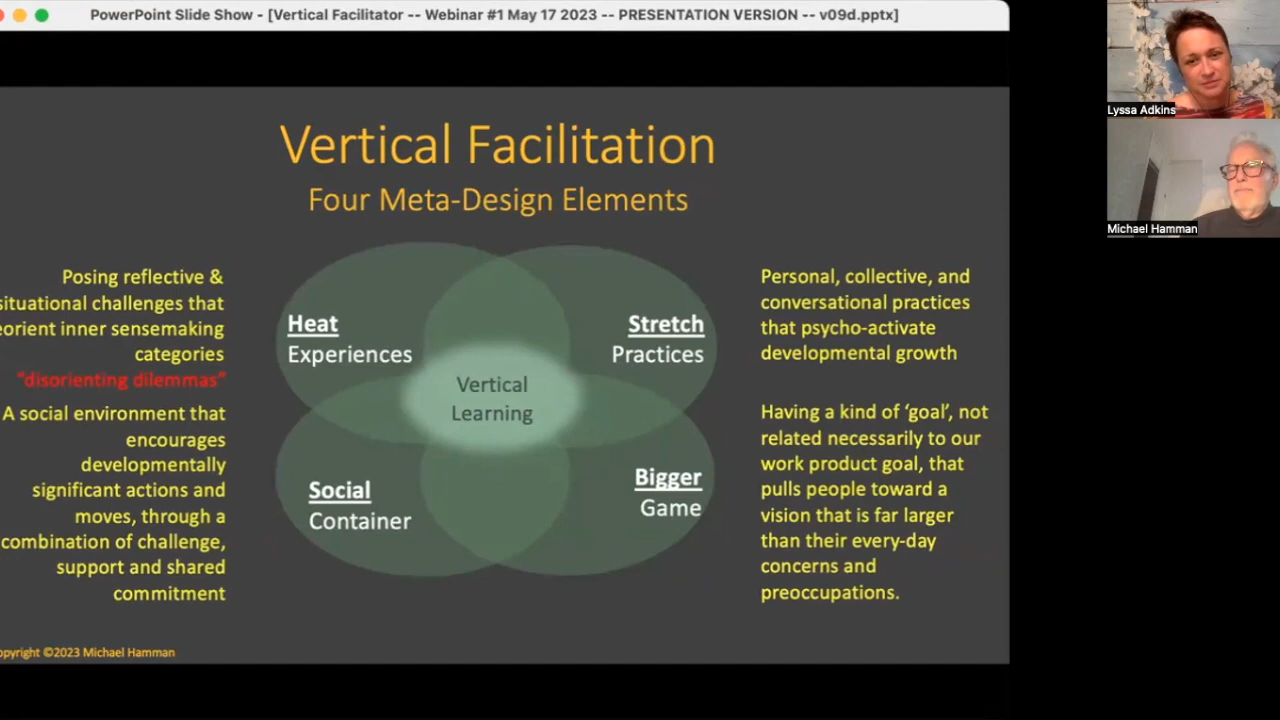 PowerPoint Slide Show - [Vertical Facilitator -- Webinar #1 May 17 2023 -- PRESENTATION VERSION -- v09d.pptx]
Lyssa Adkins
Michael Hamman
Vertical Facilitation
Four Meta-Design Elements
Posing reflective &
situational challenges that
eorient inner sensemaking
categories
"disorienting dilemmas"
A social environment that
encourages
developmentally
significant actions and
moves, through a
combination of challenge,
support and shared
commitment
Heat
Experiences
Stretch
Practices
Vertical
Learning
Social
Container
Bigger
Game
Personal, collective, and
conversational practices
that psycho-activate
developmental growth
Having a kind of ‘goal’, not
related necessarily to our
work product goal, that
pulls people toward a
vision that is far larger
than their every-day
concerns and
preoccupations.
opyright ©2023 Michael Hamman